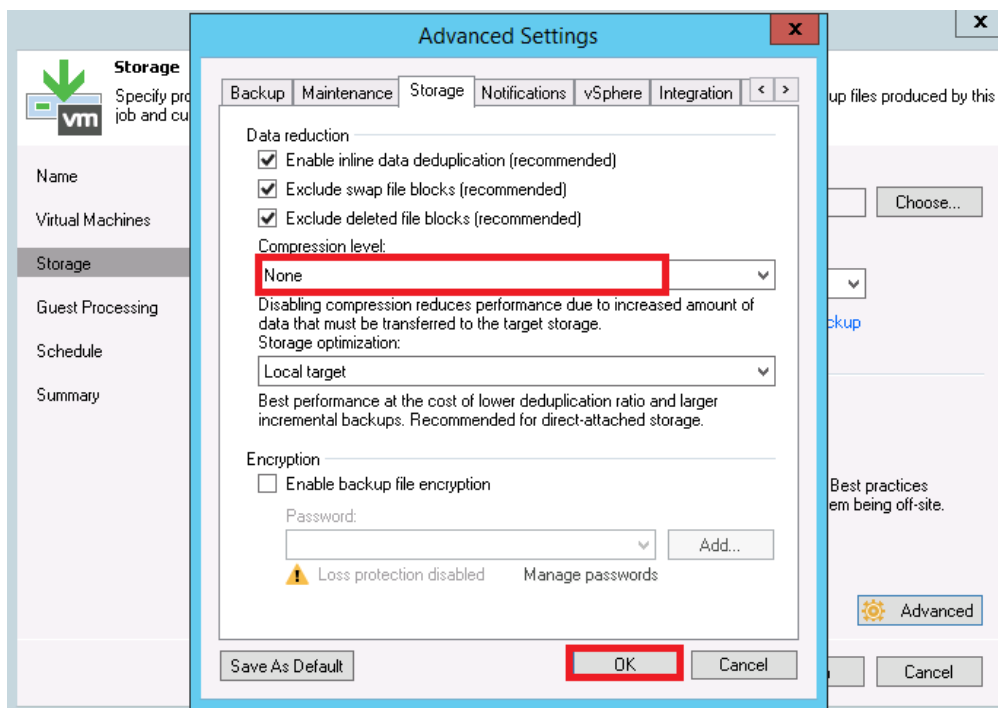 Advanced Settings
x
x
Storage
Specify pro
job and cu
up files produced by this
vm
Name
Virtual Machines
Storage
Guest Processing
Schedule
Summary
Backup Maintenance Storage Notifications vSphere Integration < >
Data reduction
Enable inline data deduplication (recommended)
Exclude swap file blocks (recommended)
Exclude deleted file blocks (recommended)
Compression level:
None
Disabling compression reduces performance due to increased amount of
data that must be transferred to the target storage.
Storage optimization:
Local target
Best performance at the cost of lower deduplication ratio and larger
incremental backups. Recommended for direct-attached storage.
Encryption
Enable backup file encryption
Password:
Add...
Loss protection disabled Manage passwords
Save As Default OK Cancel
Choose...
ckup
Best practices
em being off-site.
Advanced
Cancel